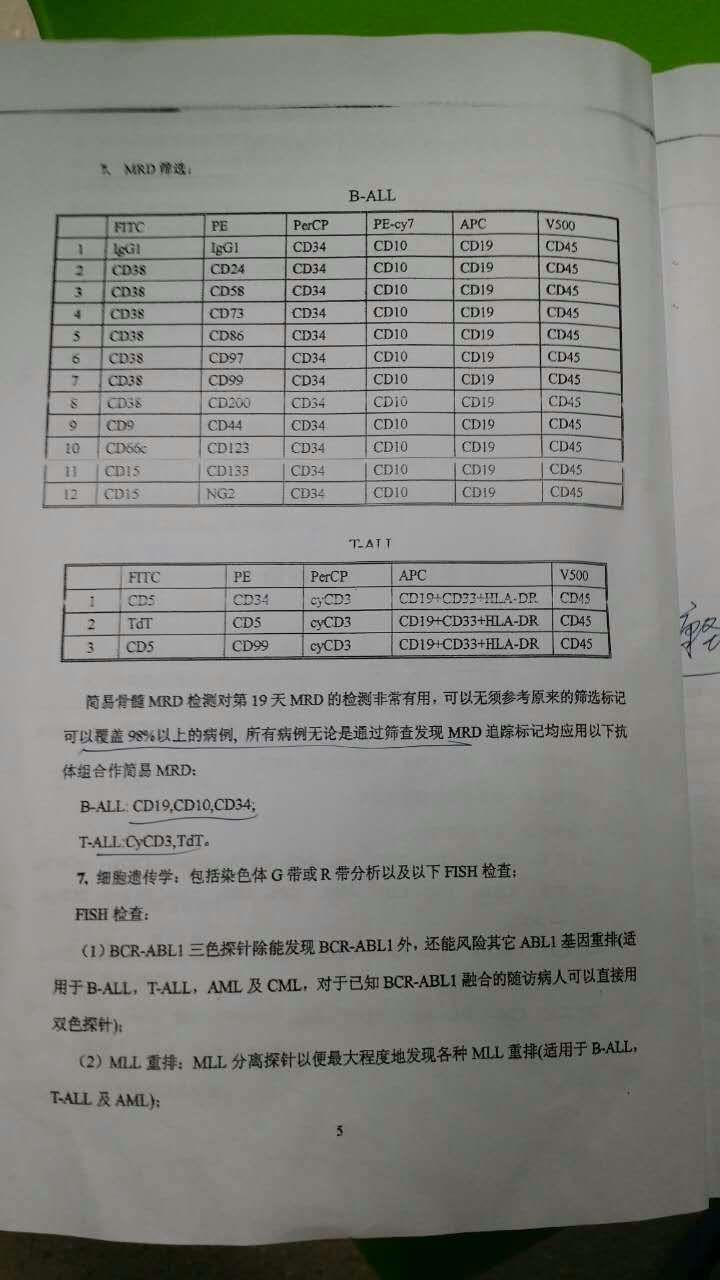 MRD 筛选：
B-ALL
FITC PE PerCP PE-cy7 APC V500
1 IgG1 IgG1 CD34 CD10 CD19 CD45
2 CD38 CD24 CD34 CD10 CD19 CD45
3 CD38 CD58 CD34 CD10 CD19 CD45
4 CD38 CD73 CD34 CD10 CD19 CD45
5 CD38 CD86 CD34 CD10 CD19 CD45
6 CD38 CD97 CD34 CD10 CD19 CD45
7 CD38 CD99 CD34 CD10 CD19 CD45
8 CD38 CD200 CD34 CD10 CD19 CD45
9 CD9 CD44 CD34 CD10 CD19 CD45
10 CD66c CD123 CD34 CD10 CD19 CD45
11 CD15 CD133 CD34 CD10 CD19 CD45
12 CD15 NG2 CD34 CD10 CD19 CD45
T-ALL
FITC PE PerCP APC V500
1 CD5 CD34 cyCD3 CD19+CD33+HLA-DR CD45
2 TdT CD5 cyCD3 CD19+CD33+HLA-DR CD45
3 CD5 CD99 cyCD3 CD19+CD33+HLA-DR CD45
简易骨髓 MRD 检测对第 19 天 MRD 的检测非常有用，可以无须参考原来的筛选标记
可以覆盖 98%以上的病例, 所有病例无论是通过筛查发现 MRD 追踪标记均应用以下抗
体组合作简易 MRD：
B-ALL: CD19,CD10,CD34;
T-ALL:CyCD3,TdT。
7, 细胞遗传学：包括染色体 G 带或 R 带分析以及以下 FISH 检查：
FISH 检查：
（1）BCR-ABL1 三色探针除能发现 BCR-ABL1 外，还能风险其它 ABL1 基因重排(适
用于 B-ALL，T-ALL，AML 及 CML，对于已知 BCR-ABL1 融合的随访病人可以直接用
双色探针)；
（2）MLL 重排：MLL 分离探针以便最大程度地发现各种 MLL 重排(适用于 B-ALL，
T-ALL 及 AML)；
5